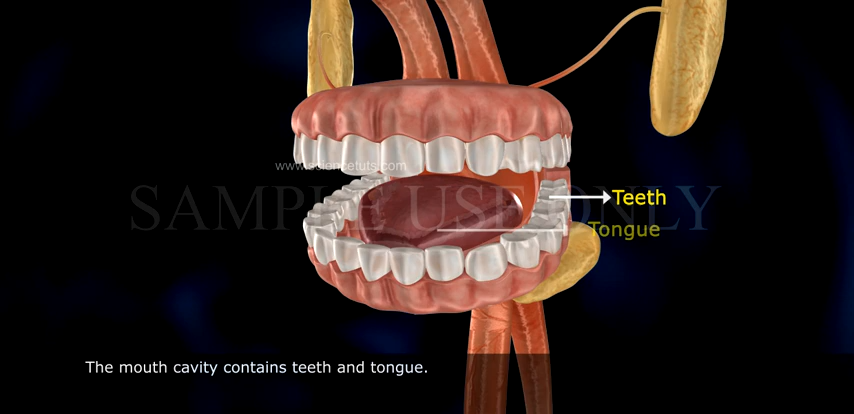 www.sciencetuts.com
SAMPLE USE ONLY
Teeth
Tongue
The mouth cavity contains teeth and tongue.